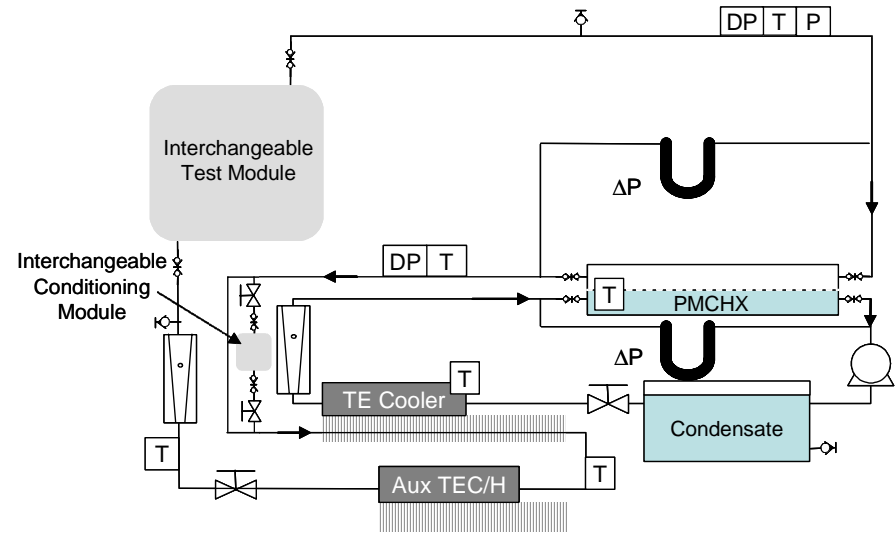 DP T P
Interchangeable
Test Module
ΔP
Interchangeable
Conditioning
Module
DP T
T
PMCHX
ΔP
T
TE Cooler
Condensate
T
T
Aux TEC/H